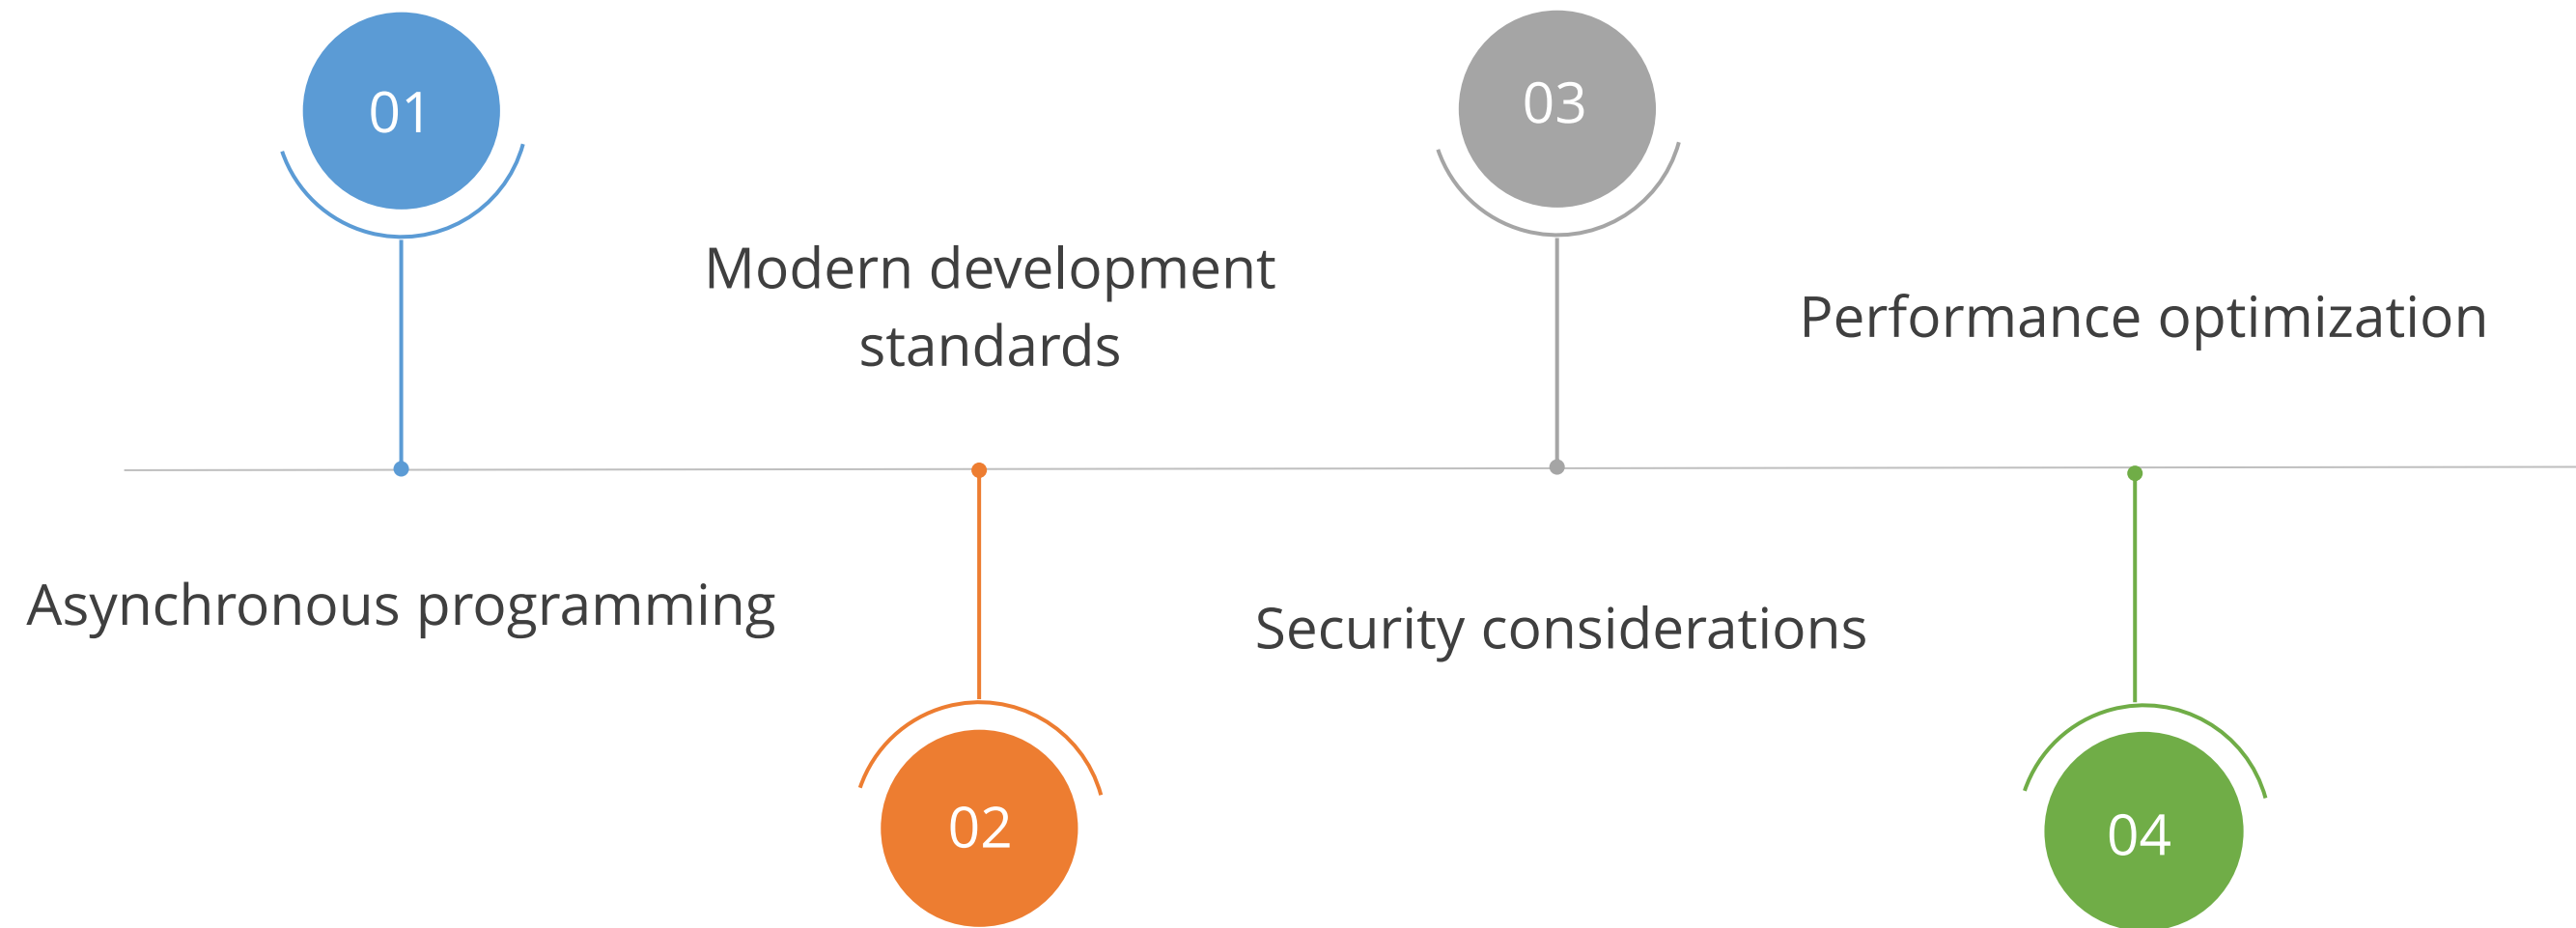 01
Asynchronous programming
Modern development
standards
02
03
Security considerations
Performance optimization
04